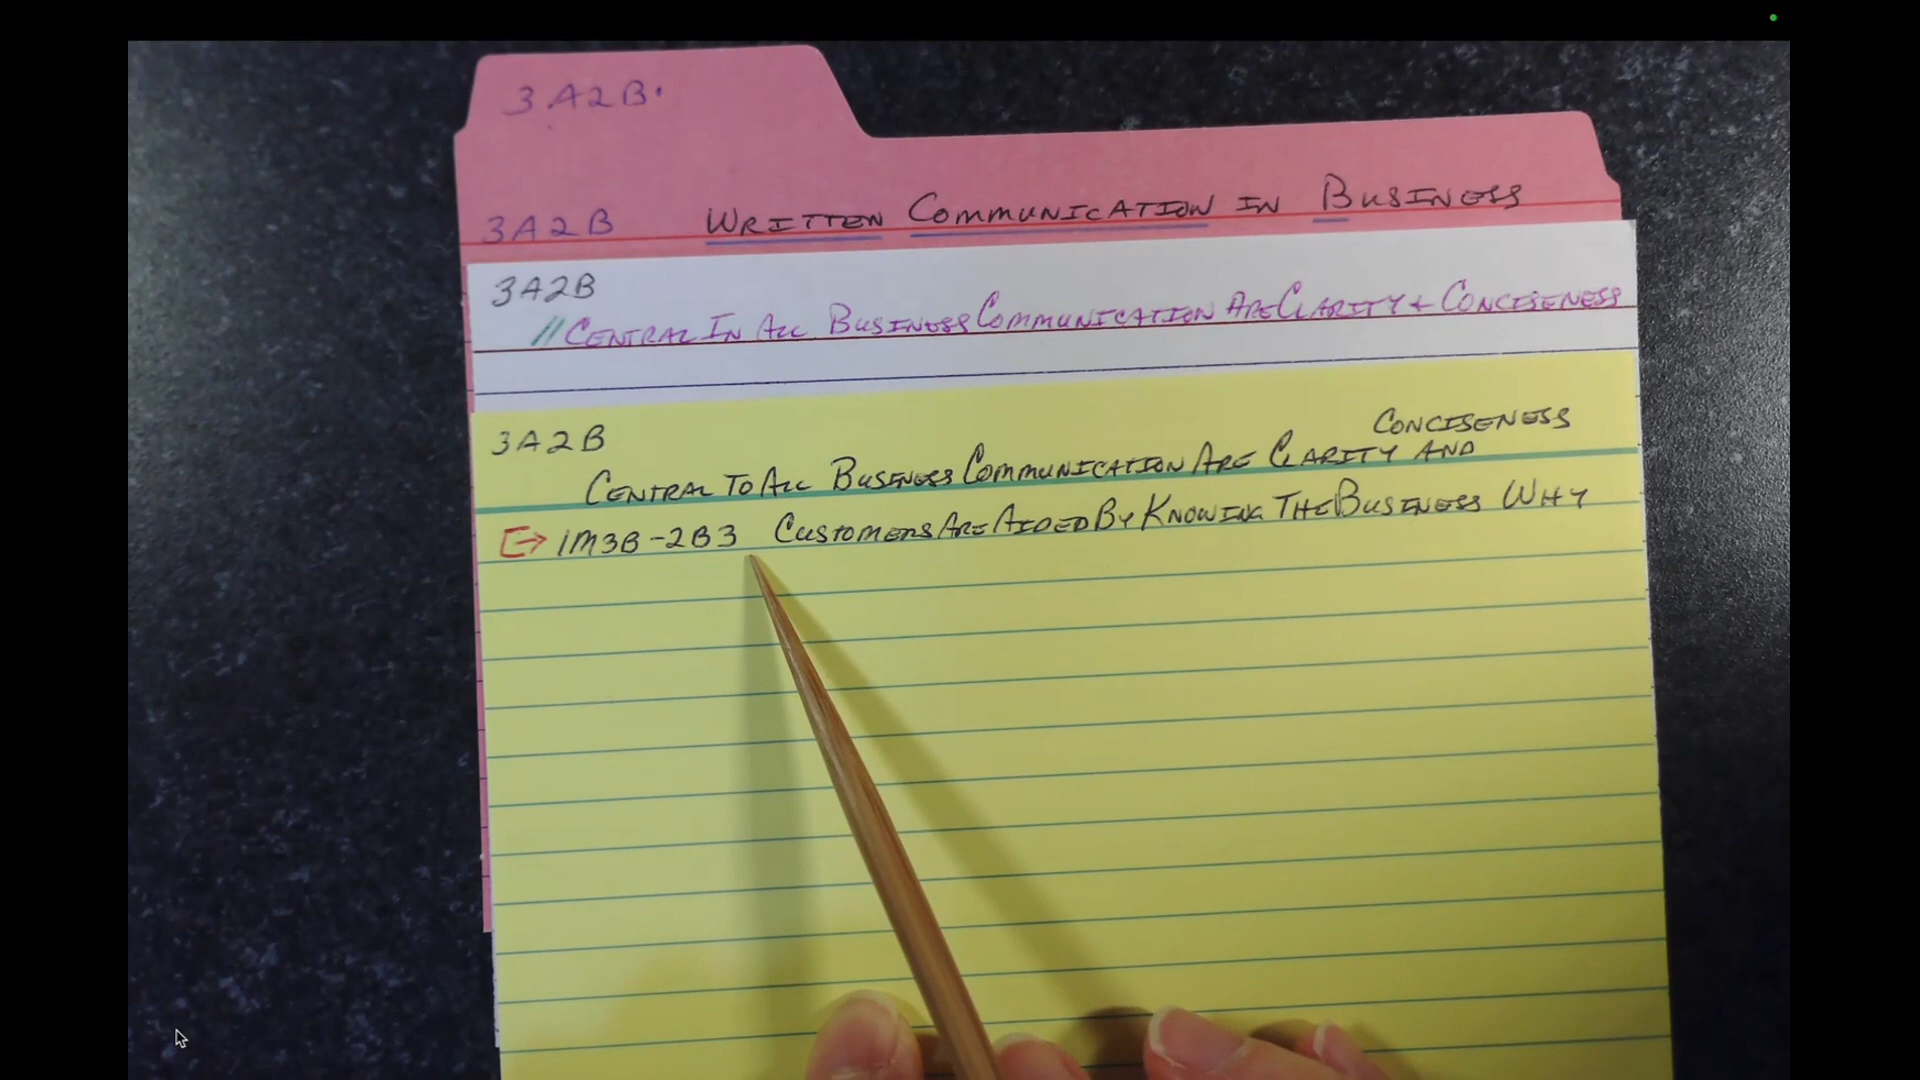 3A2B.
3A2B WRITTEN COMMUNICATION IN BUSINESS
3A2B
// CENTRAL IN ALL BUSINESS COMMUNICATION ARE CLARITY + CONCISENESS
3A2B
CENTRAL TO ALL BUSINESS COMMUNICATION ARE CLARITY AND CONCISENESS
[→ 1M3B-2B3 CUSTOMERS ARE AIDED BY KNOWING THE BUSINESS WHY